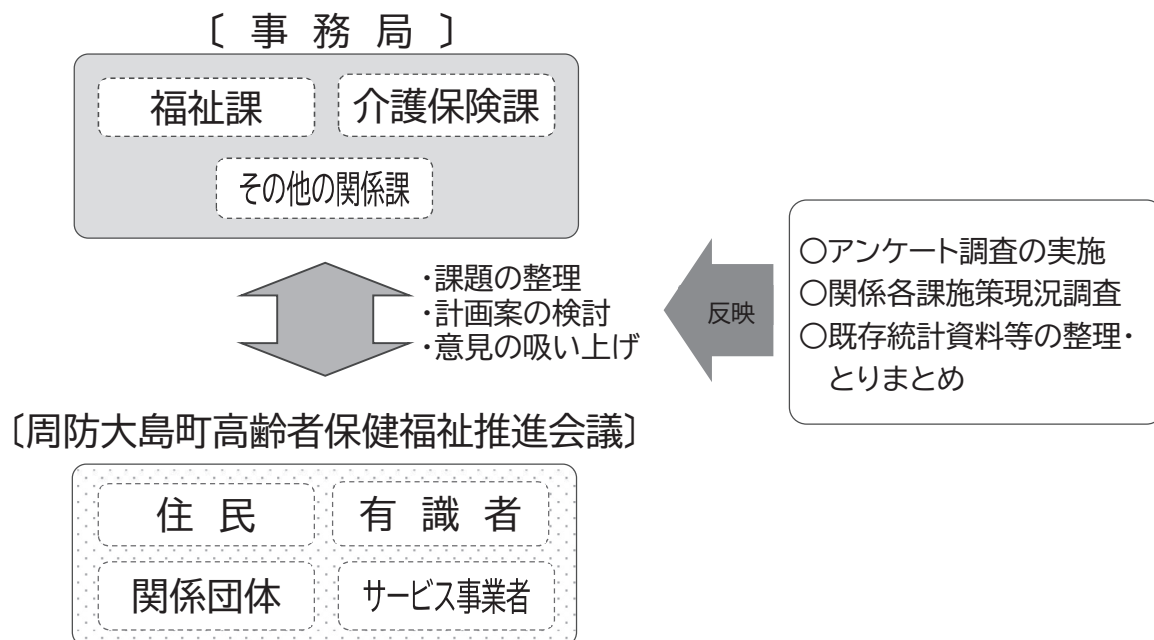 〔 事 務 局 〕
福祉課
介護保険課
その他の関係課
・課題の整理
・計画案の検討
・意見の吸い上げ
反映
○アンケート調査の実施
○関係各課施策現況調査
○既存統計資料等の整理・
とりまとめ
〔周防大島町高齢者保健福祉推進会議〕
住 民
有 識 者
関係団体
サービス事業者